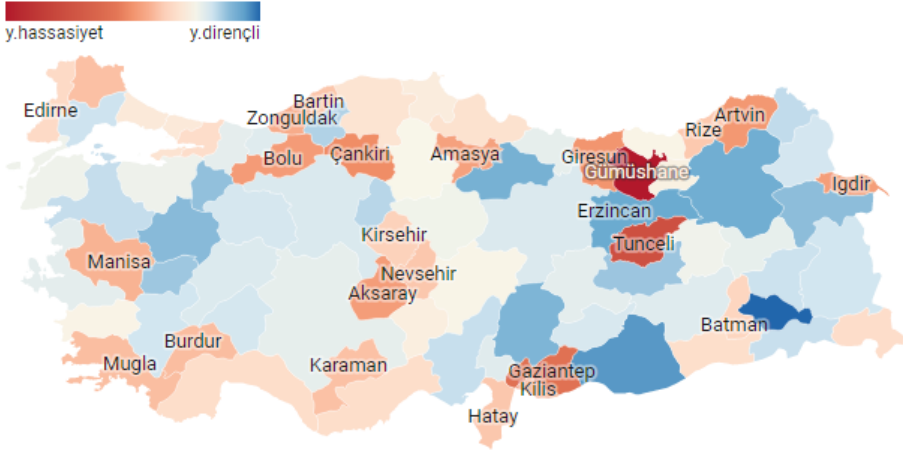 y.hassasiyet y.dirençli
Edirne
Bartin
Zonguldak
Artvin
Rize
Bolu
Çankiri
Amasya
Giresun
Gümüshane
Igdir
Erzincan
Kirsehir
Tunceli
Manisa
Nevsehir
Aksaray
Batman
Burdur
Mugla
Karaman
Gaziantep
Kilis
Hatay